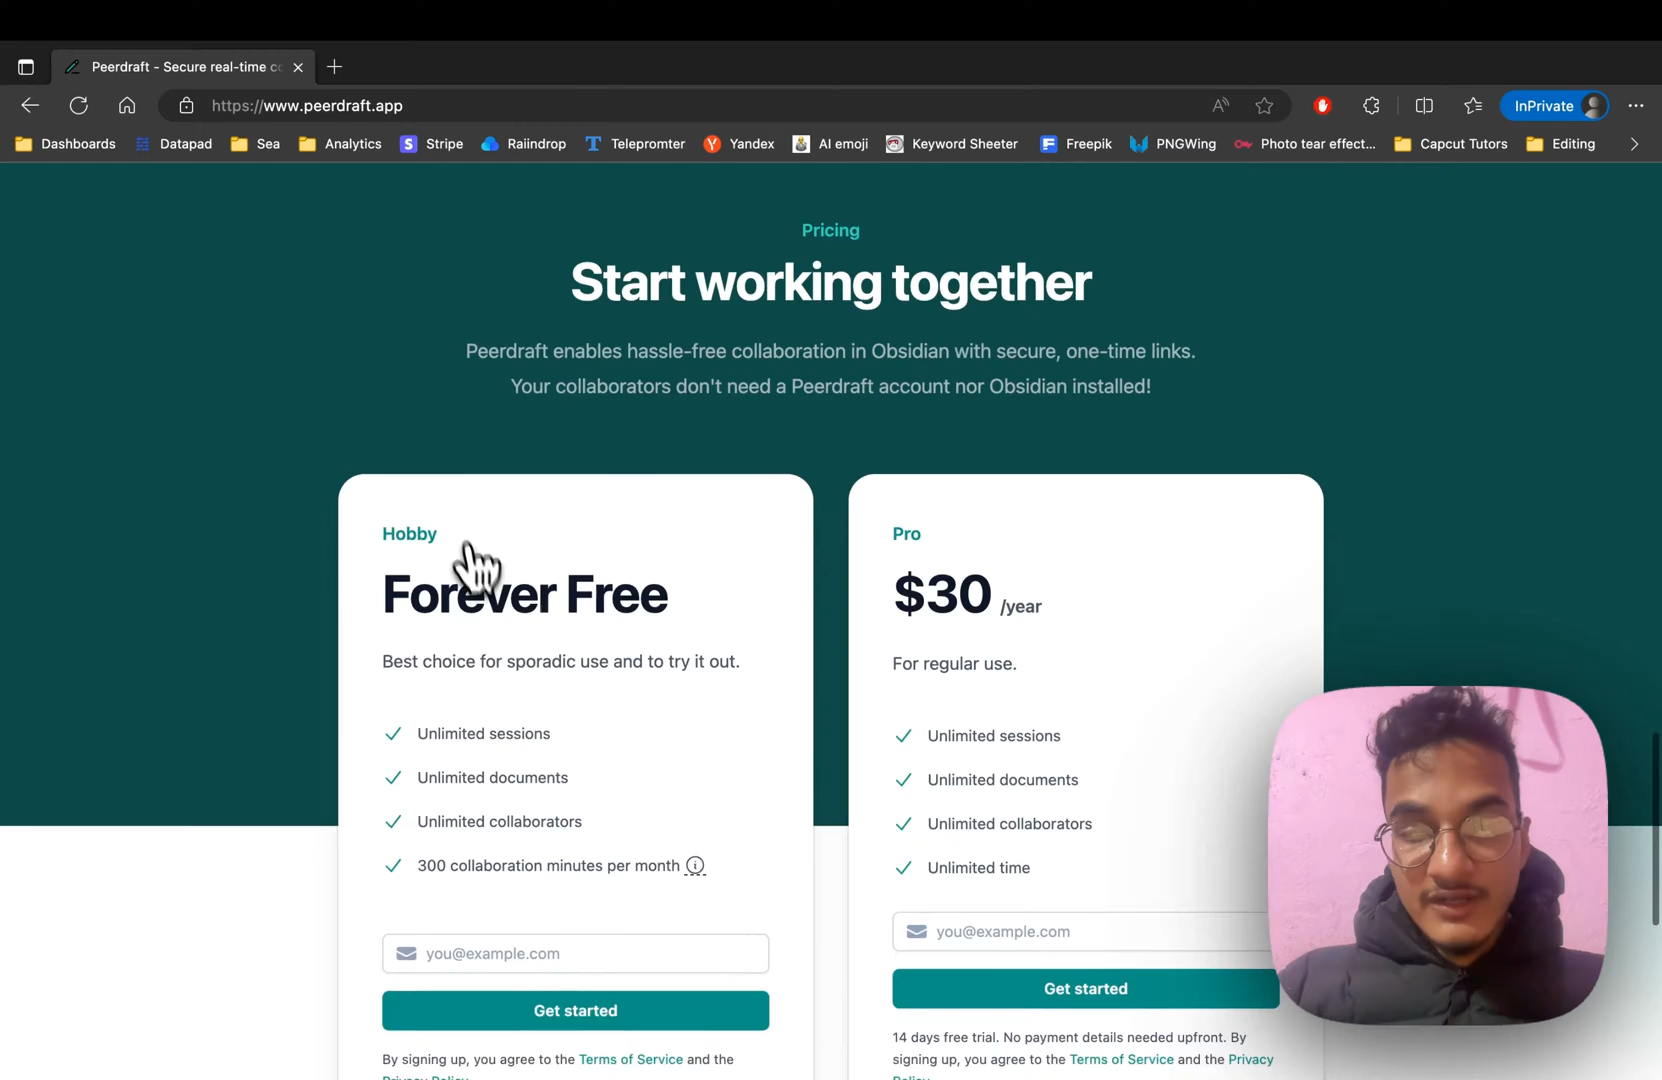 Peerdraft - Secure real-time co
https://www.peerdraft.app
InPrivate
Dashboards
Datapad
Sea
Analytics
Stripe
Raiindrop
Teleprompter
Yandex
AI emoji
Keyword Sheeter
Freepik
PNGWing
Photo tear effect...
Capcut Tutors
Editing
Pricing
Start working together
Peerdraft enables hassle-free collaboration in Obsidian with secure, one-time links.
Your collaborators don't need a Peerdraft account nor Obsidian installed!
Hobby
Forever Free
Best choice for sporadic use and to try it out.
Unlimited sessions
Unlimited documents
Unlimited collaborators
300 collaboration minutes per month
you@example.com
Get started
By signing up, you agree to the Terms of Service and the
Privacy Policy
Pro
$30 /year
For regular use.
Unlimited sessions
Unlimited documents
Unlimited collaborators
Unlimited time
you@example.com
Get started
14 days free trial. No payment details needed upfront. By
signing up, you agree to the Terms of Service and the Privacy
Policy